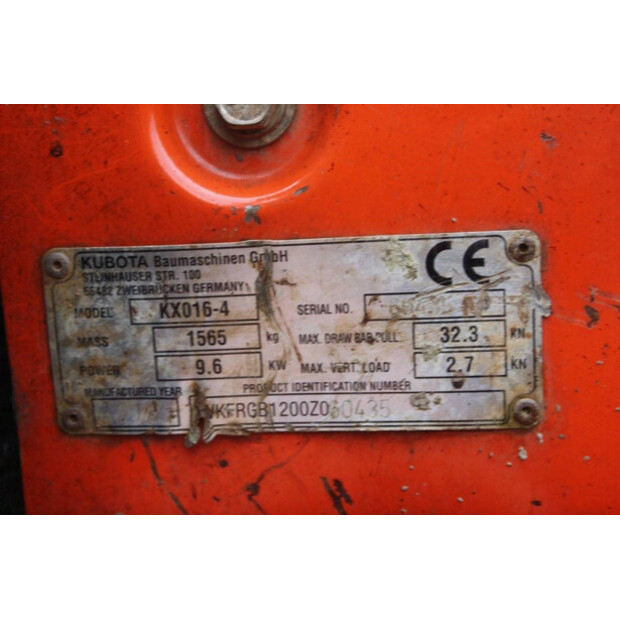 KUBOTA Baumaschinen GmbH
STEINHAUSER STR. 100
66482 ZWEIBRÜCKEN GERMANY
CE
MODEL KX016-4 SERIAL NO.
MASS 1565 kg MAX. DRAW BAR PULL 32.3 KN
POWER 9.6 KW MAX. VERT. LOAD 2.7 KN
MANUFACTURED YEAR PRODUCT IDENTIFICATION NUMBER